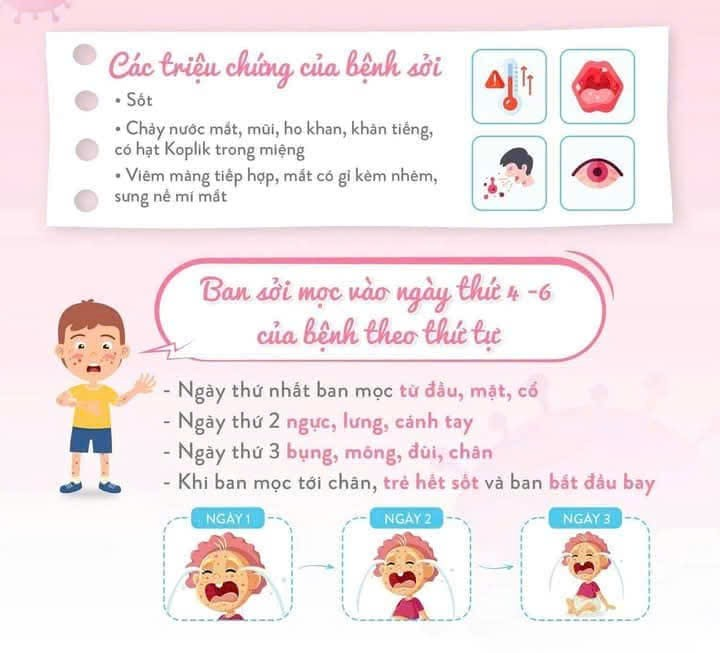 Các triệu chứng của bệnh sởi
• Sốt
• Chảy nước mắt, mũi, ho khan, khàn tiếng,
có hạt Koplik trong miệng
• Viêm màng tiếp hợp, mắt có gỉ kèm nhèm,
sưng nề mí mắt
Ban sởi mọc vào ngày thứ 4 -6
của bệnh theo thứ tự
- Ngày thứ nhất ban mọc từ đầu, mặt, cổ
- Ngày thứ 2 ngực, lưng, cánh tay
- Ngày thứ 3 bụng, mông, đùi, chân
- Khi ban mọc tới chân, trẻ hết sốt và ban bắt đầu bay
NGÀY 1
NGÀY 2
NGÀY 3